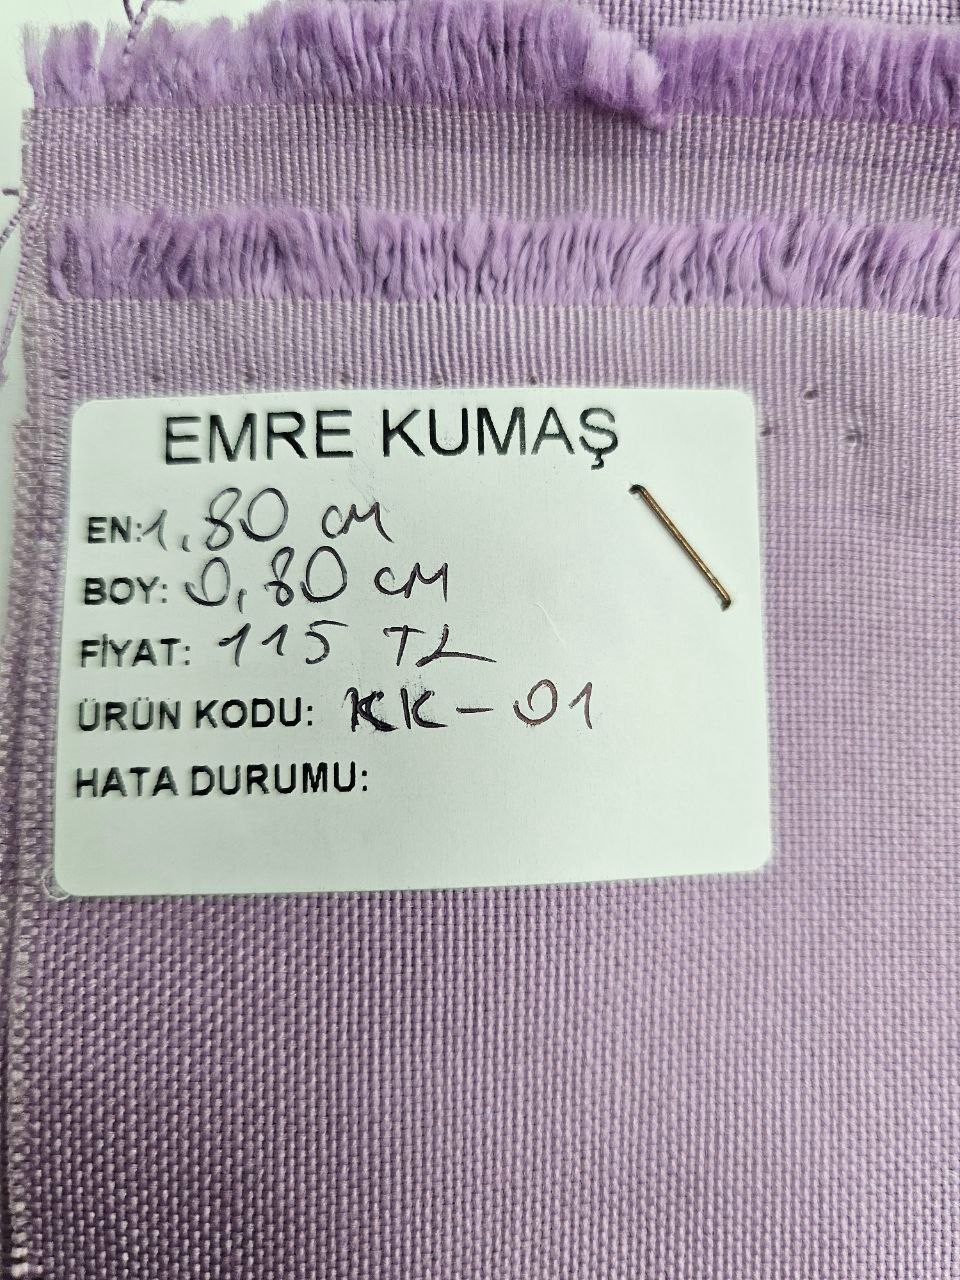 EMRE KUMAŞ
EN: 1,80 cm
BOY: 0,80 cm
FİYAT: 115 TL
ÜRÜN KODU: KK-01
HATA DURUMU: